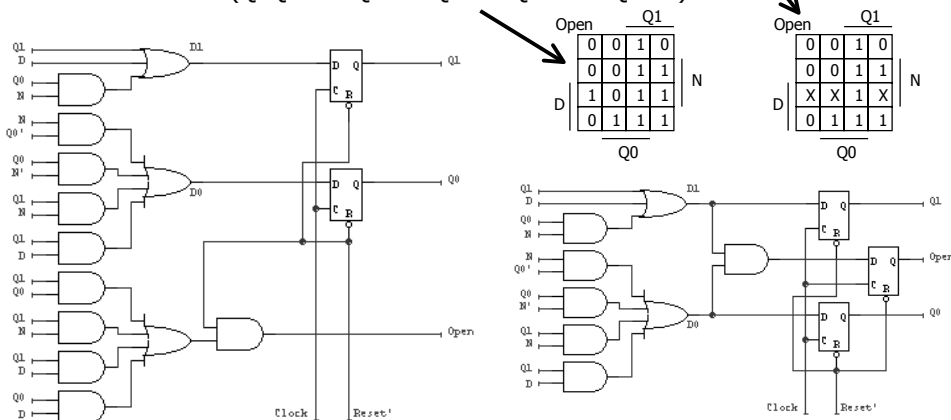 Open Q1
0 0 1 0
0 0 1 1
1 0 1 1
0 1 1 1
D
N
Q0
Open Q1
0 0 1 0
0 0 1 1
X X 1 X
0 1 1 1
D
N
Q0
Q1
D
D1
Q0
N
D Q
C R
Q1
N
Q0'
Q0
N'
Q1
N
Q1
D
D0
D Q
C R
Q0
Q1
Q0
Q1
N
Q1
D
Q0
D
Open
Clock Reset'
Q1
D
D1
Q0
N
D Q
C R
Q1
N
Q0'
Q0
N'
Q1
N
Q1
D
D0
D Q
C R
Open
D Q
C R
Q0
Clock Reset'